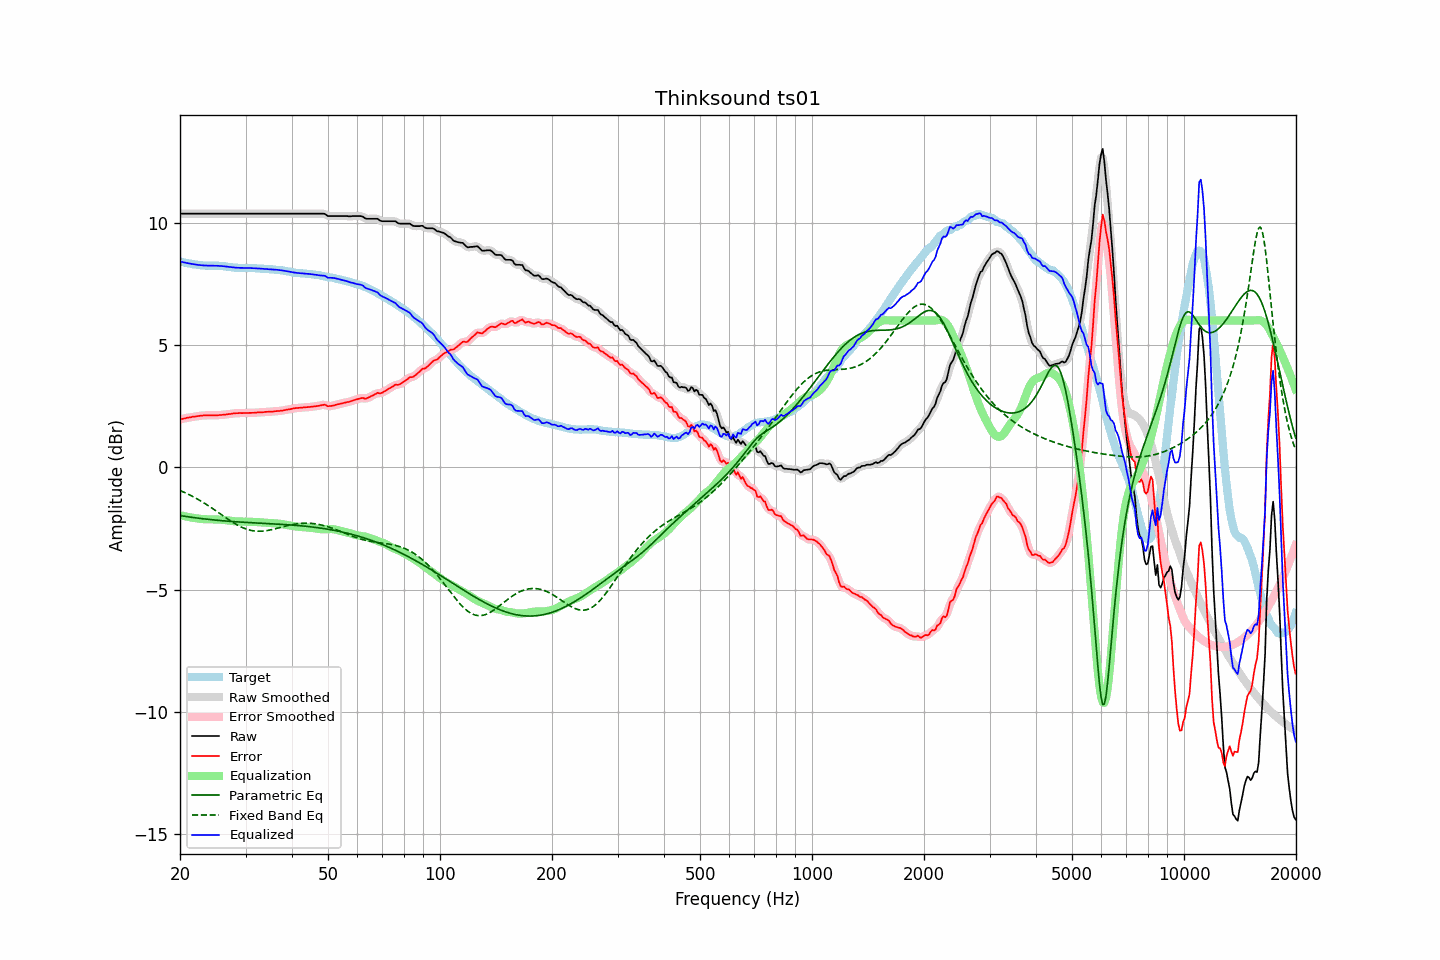 Thinksound ts01
Amplitude (dBr)
10
5
0
−5
−10
−15
Target
Raw Smoothed
Error Smoothed
Raw
Error
Equalization
Parametric Eq
Fixed Band Eq
Equalized
20 50 100 200 500 1000 2000 5000 10000 20000
Frequency (Hz)